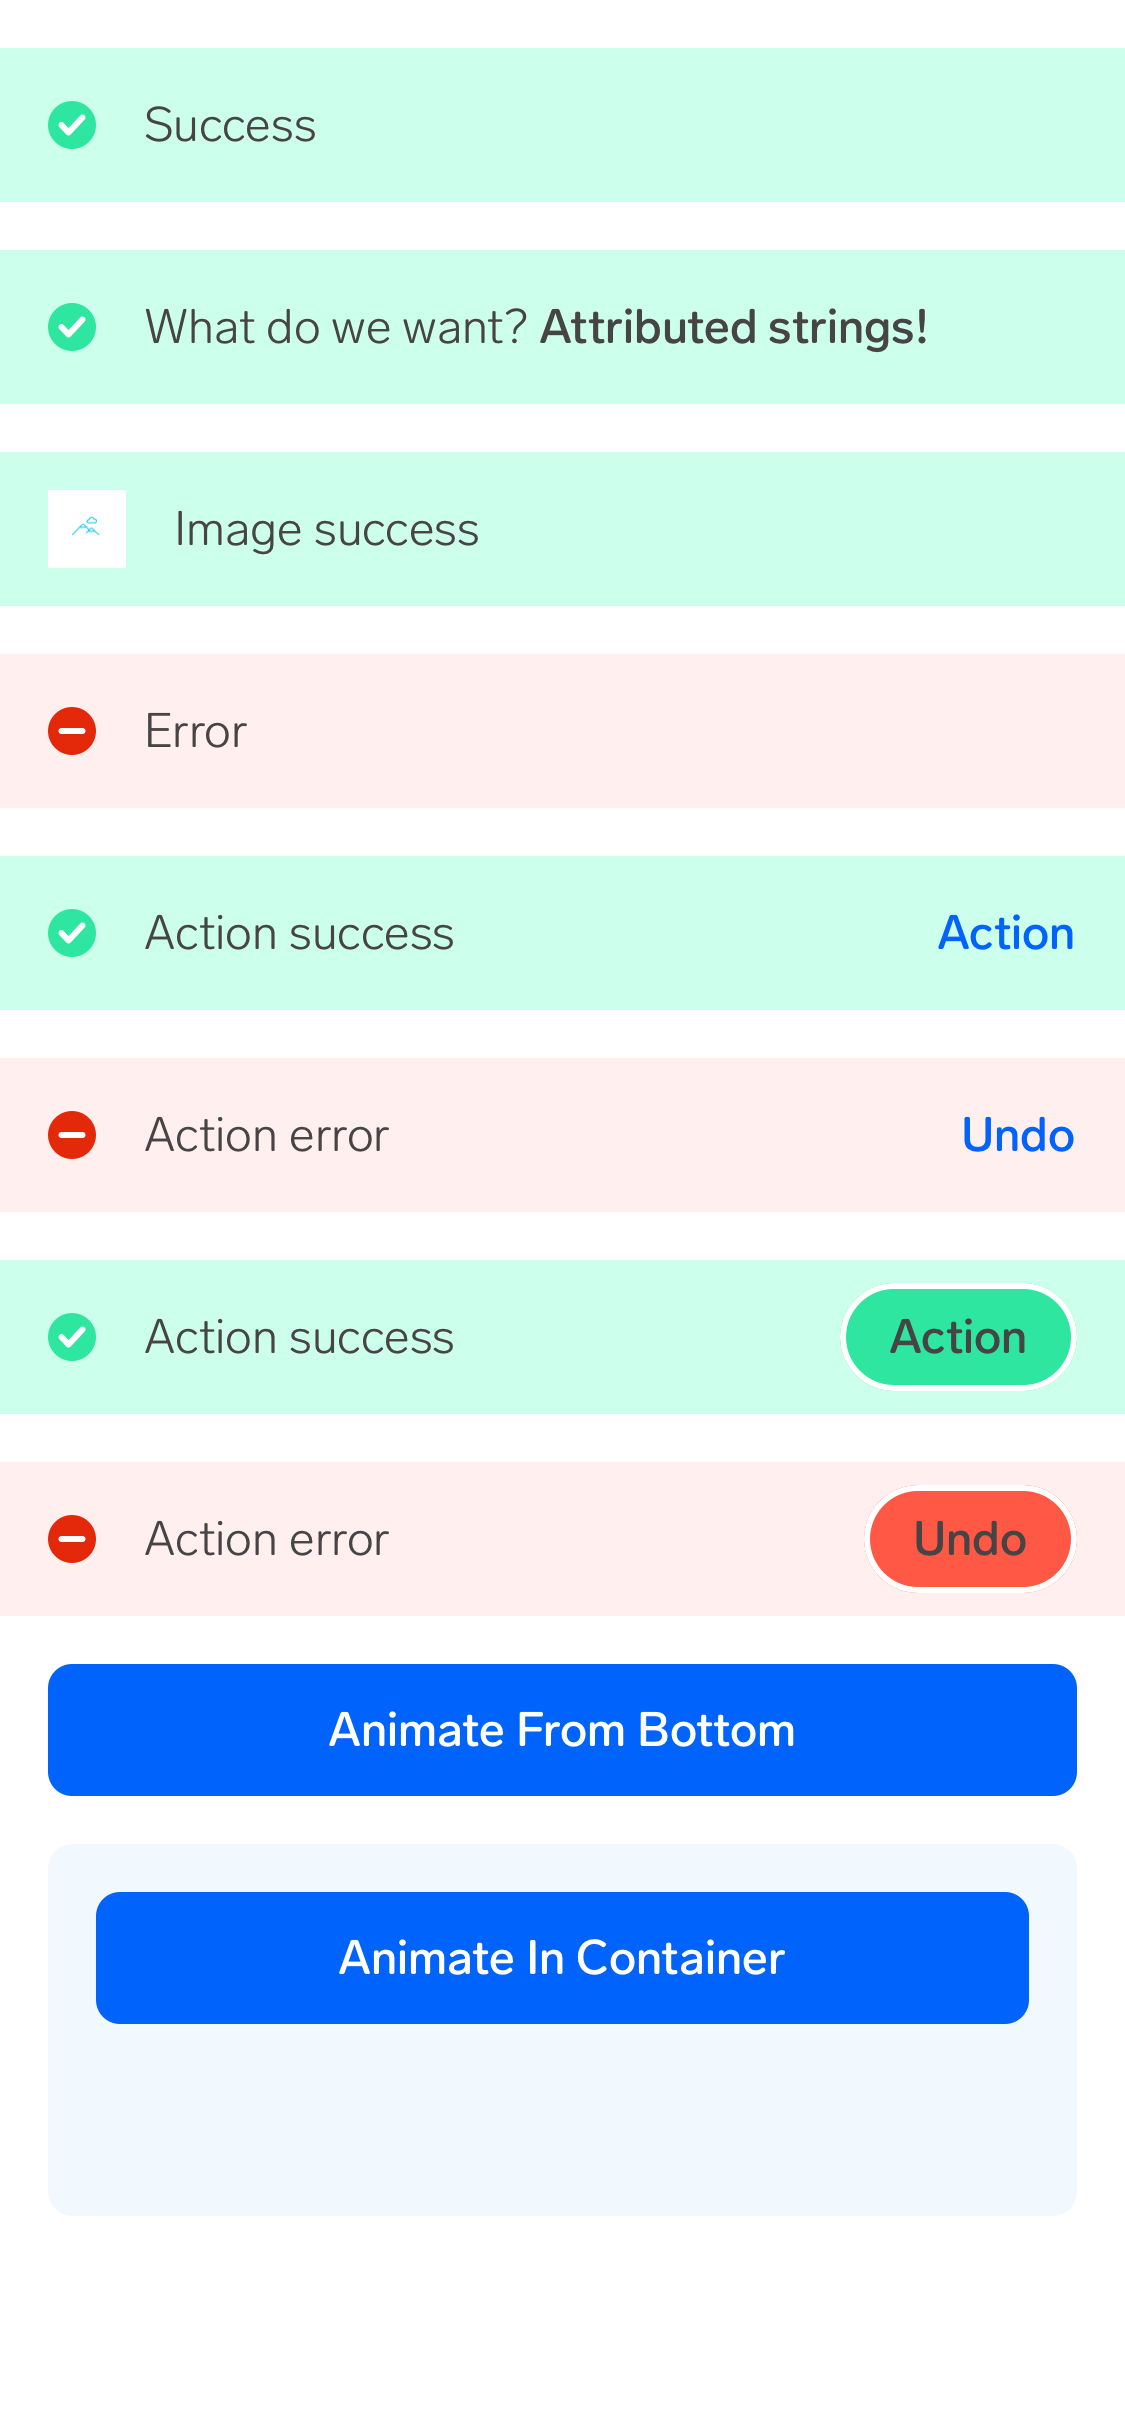 Success
What do we want? Attributed strings!
Image success
Error
Action success Action
Action error Undo
Action success Action
Action error Undo
Animate From Bottom
Animate In Container